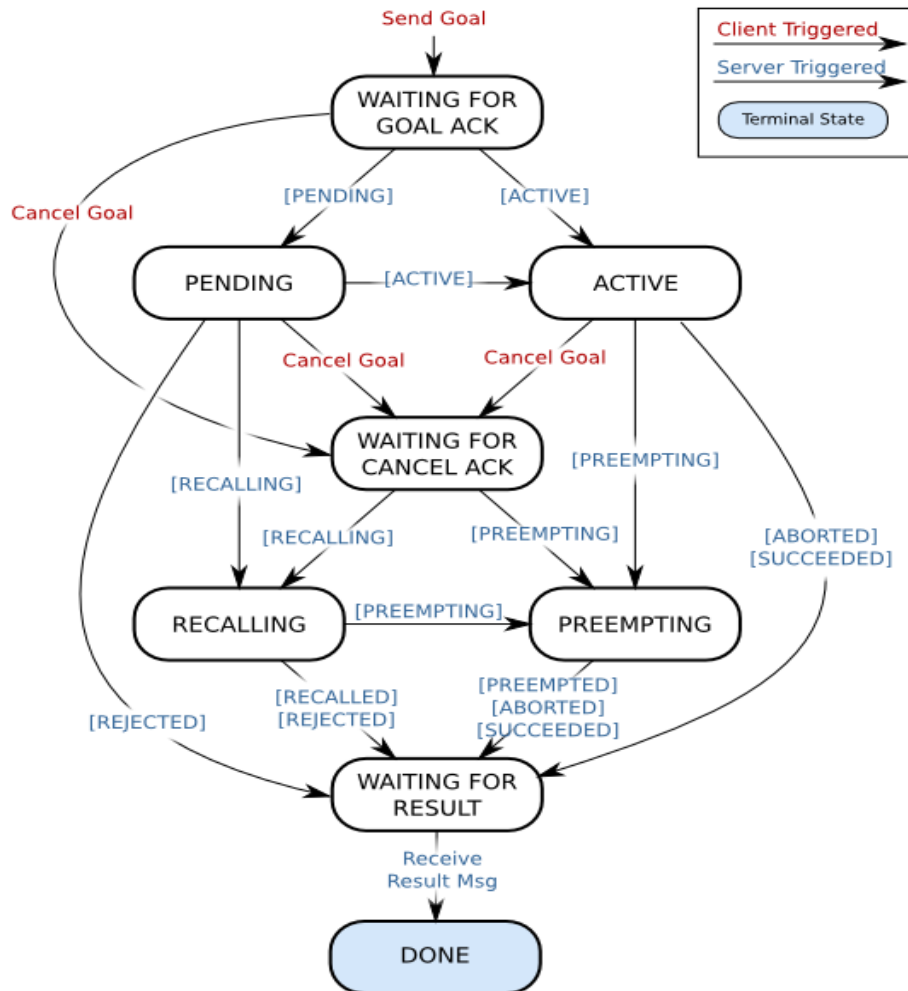 Send Goal
Client Triggered
Server Triggered
Terminal State
WAITING FOR
GOAL ACK
[PENDING]
[ACTIVE]
Cancel Goal
PENDING
[ACTIVE]
ACTIVE
Cancel Goal
Cancel Goal
WAITING FOR
CANCEL ACK
[PREEMPTING]
[RECALLING]
[RECALLING]
[PREEMPTING]
[ABORTED]
[SUCCEEDED]
RECALLING
[PREEMPTING]
PREEMPTING
[RECALLED]
[REJECTED]
[PREEMPTED]
[ABORTED]
[SUCCEEDED]
[REJECTED]
WAITING FOR
RESULT
Receive
Result Msg
DONE